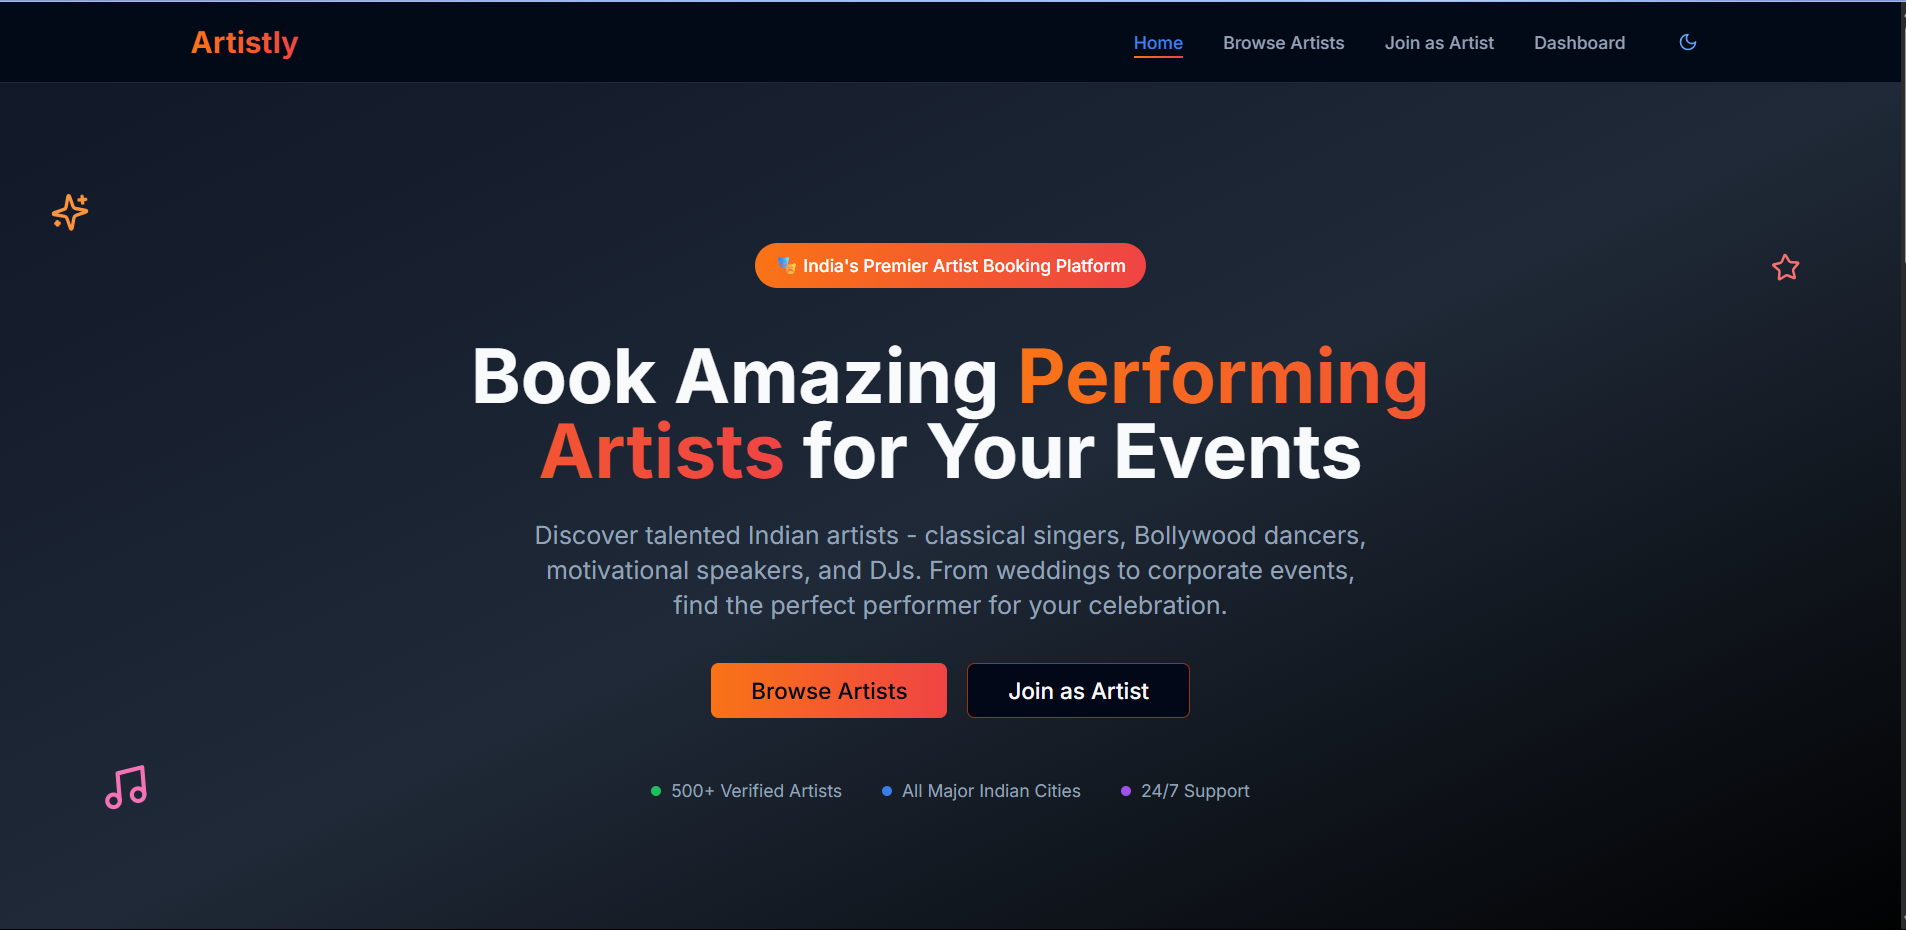 Artistly
Home
Browse Artists
Join as Artist
Dashboard
🎭 India's Premier Artist Booking Platform
Book Amazing Performing
Artists for Your Events
Discover talented Indian artists - classical singers, Bollywood dancers,
motivational speakers, and DJs. From weddings to corporate events,
find the perfect performer for your celebration.
Browse Artists
Join as Artist
500+ Verified Artists
All Major Indian Cities
24/7 Support